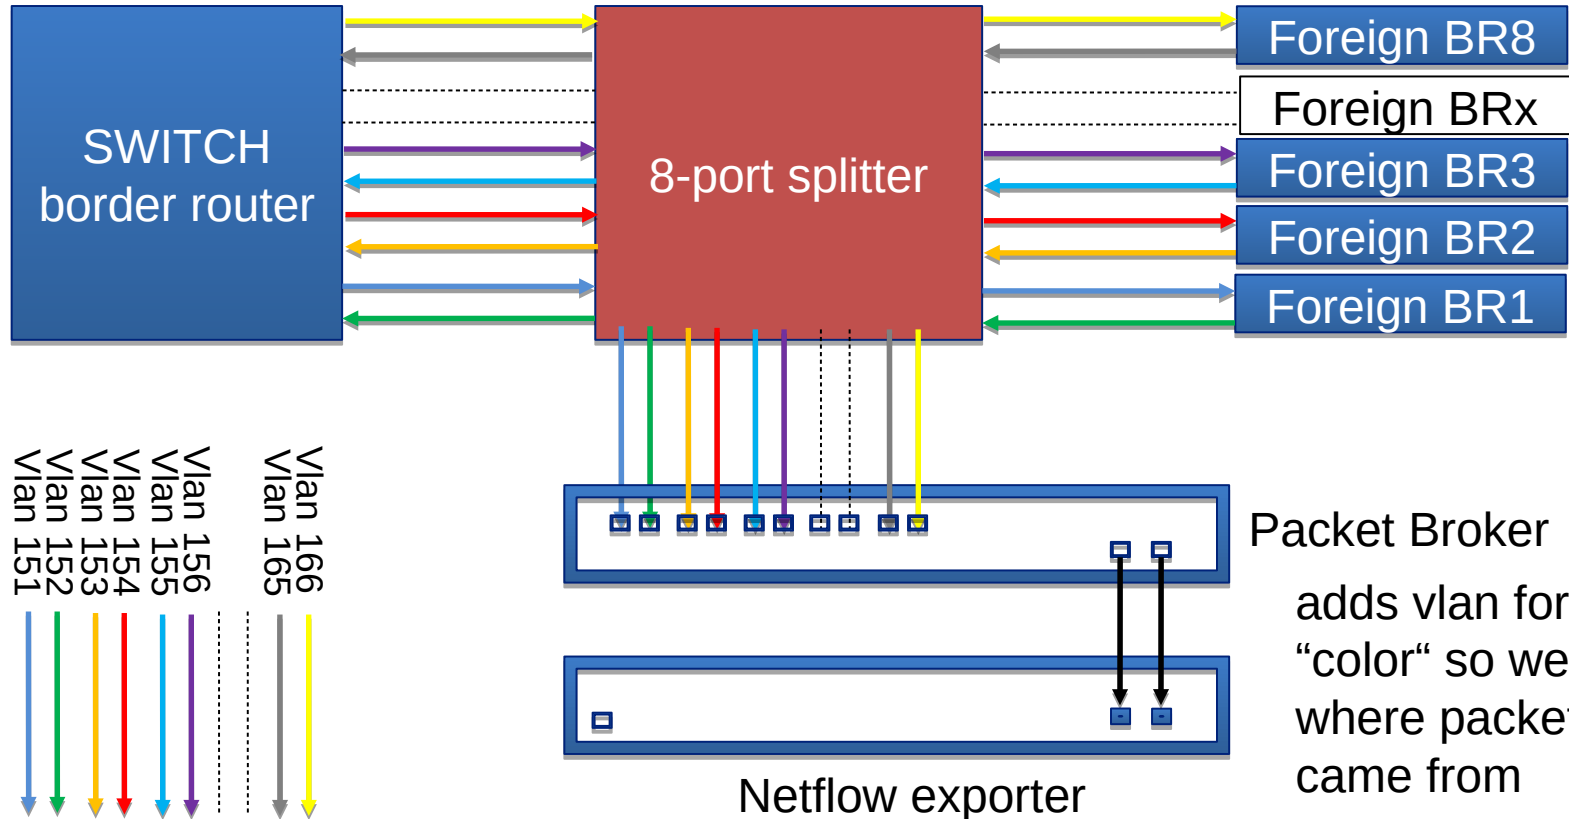 SWITCH
border router
8-port splitter
Foreign BR8
Foreign BRx
Foreign BR3
Foreign BR2
Foreign BR1
Vlan 151
Vlan 152
Vlan 153
Vlan 154
Vlan 155
Vlan 156
Vlan 165
Vlan 166
Packet Broker
adds vlan for
“color“ so we
where packet
came from
Netflow exporter